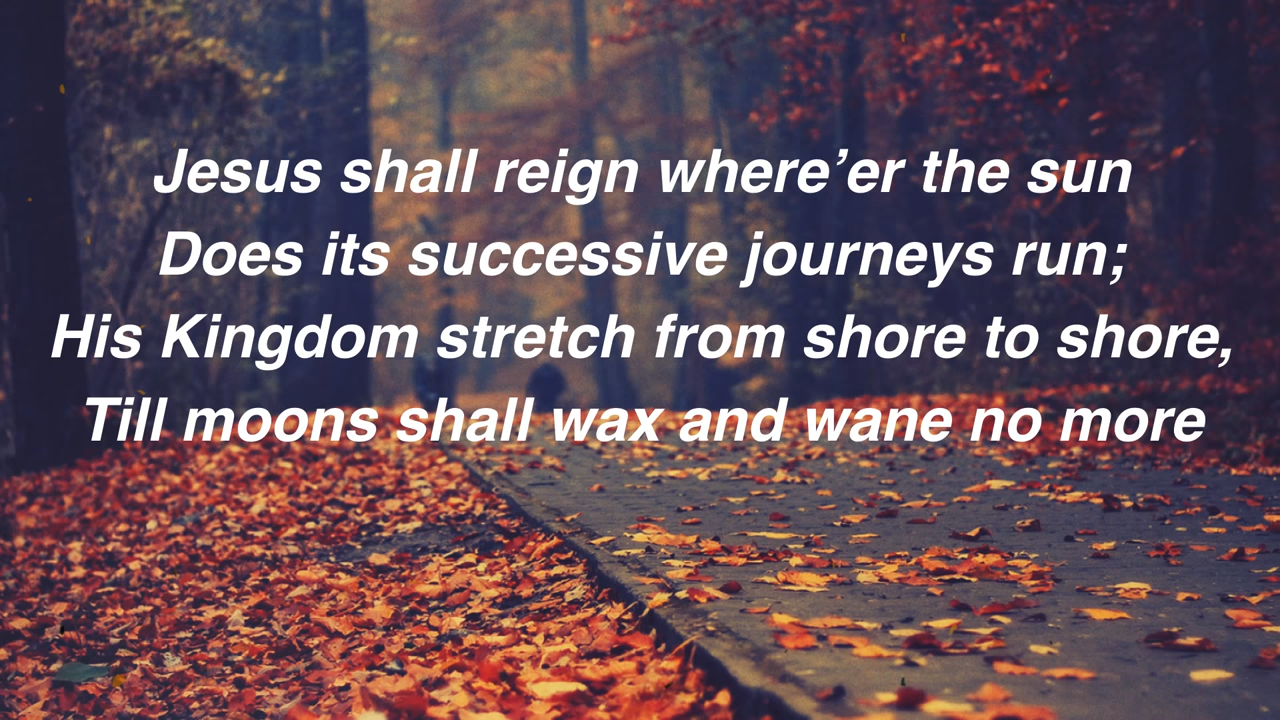 Jesus shall reign where’er the sun
Does its successive journeys run;
His Kingdom stretch from shore to shore,
Till moons shall wax and wane no more